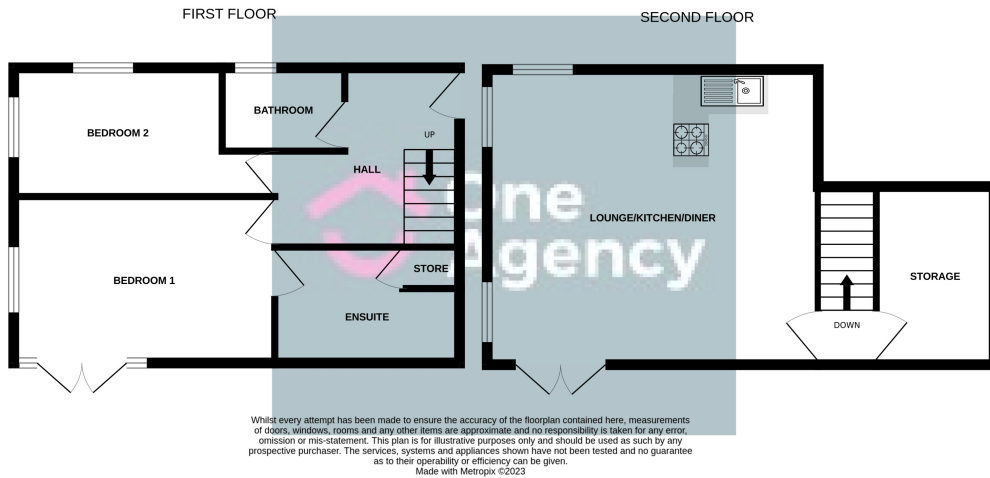 FIRST FLOOR
SECOND FLOOR
BATHROOM
BEDROOM 2
UP
HALL
One
LOUNGE/KITCHEN/DINER
Agency
STORE
STORAGE
BEDROOM 1
ENSUITE
DOWN
Whilst every attempt has been made to ensure the accuracy of the floorplan contained here, measurements
of doors, windows, rooms and any other items are approximate and no responsibility is taken for any error,
omission or mis-statement. This plan is for illustrative purposes only and should be used as such by any
prospective purchaser. The services, systems and appliances shown have not been tested and no guarantee
as to their operability or efficiency can be given.
Made with Metropix ©2023